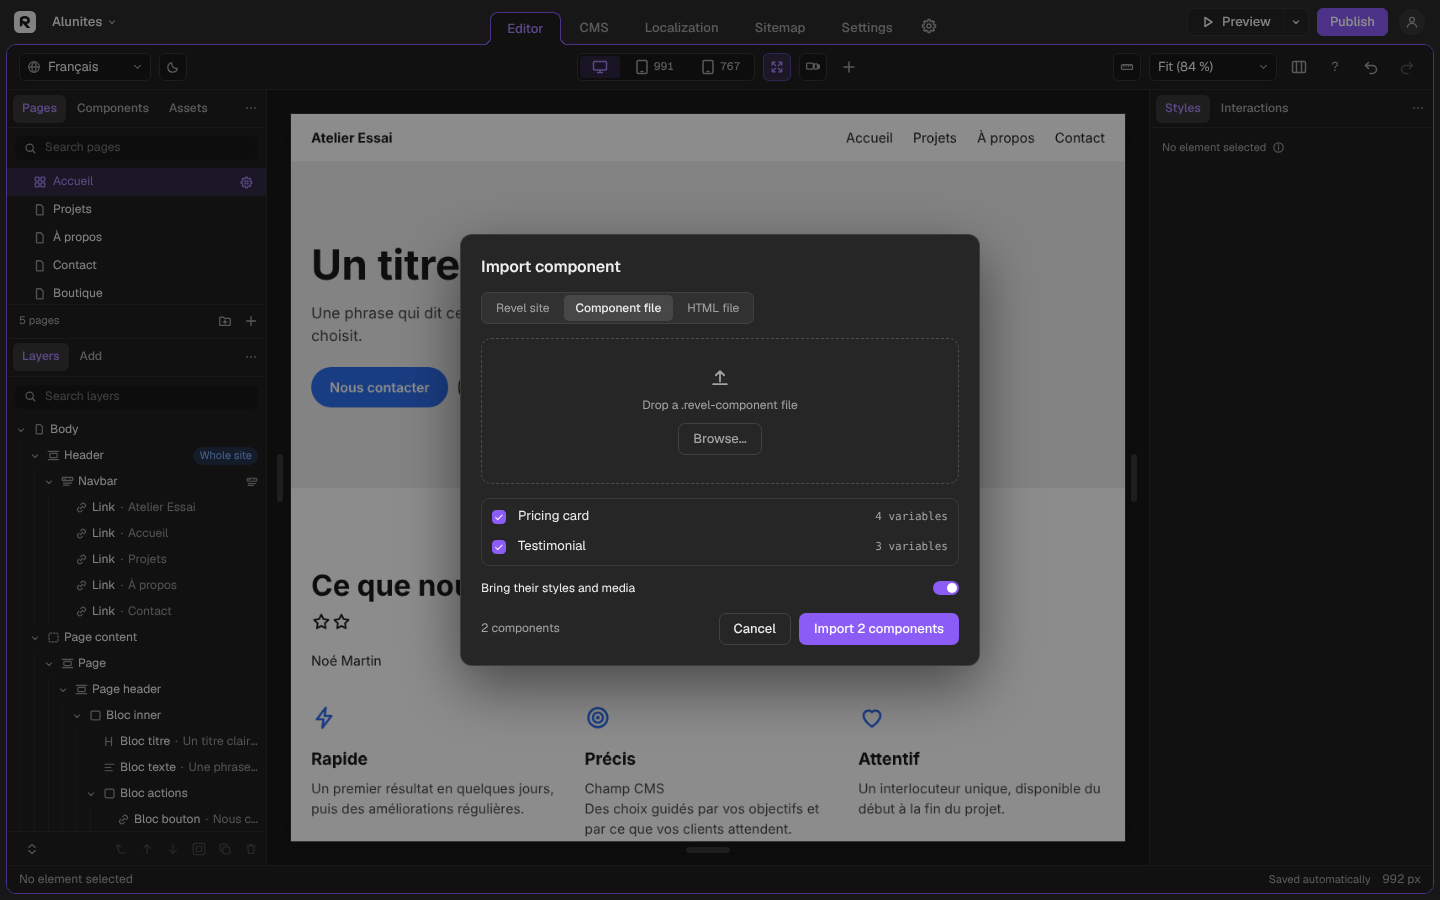 Alunites
Editor
CMS
Localization
Sitemap
Settings
Preview
Publish
Français
991
767
Fit (84 %)
?
Pages
Components
Assets
Search pages
Accueil
Projets
À propos
Contact
Boutique
5 pages
Layers
Add
Search layers
Body
Header
Whole site
Navbar
Link · Atelier Essai
Link · Accueil
Link · Projets
Link · À propos
Link · Contact
Page content
Page
Page header
Bloc inner
Bloc titre · Un titre clair...
Bloc texte · Une phrase...
Bloc actions
Bloc bouton · Nous c...
No element selected
Atelier Essai
Accueil
Projets
À propos
Contact
Un titre
Une phrase qui dit ce
choisit.
Nous contacter
Ce que nou
Noé Martin
Rapide
Un premier résultat en quelques jours,
puis des améliorations régulières.
Précis
Champ CMS
Des choix guidés par vos objectifs et
par ce que vos clients attendent.
Attentif
Un interlocuteur unique, disponible du
début à la fin du projet.
Import component
Revel site
Component file
HTML file
Drop a .revel-component file
Browse...
Pricing card
4 variables
Testimonial
3 variables
Bring their styles and media
2 components
Cancel
Import 2 components
Styles
Interactions
No element selected
Saved automatically
992 px